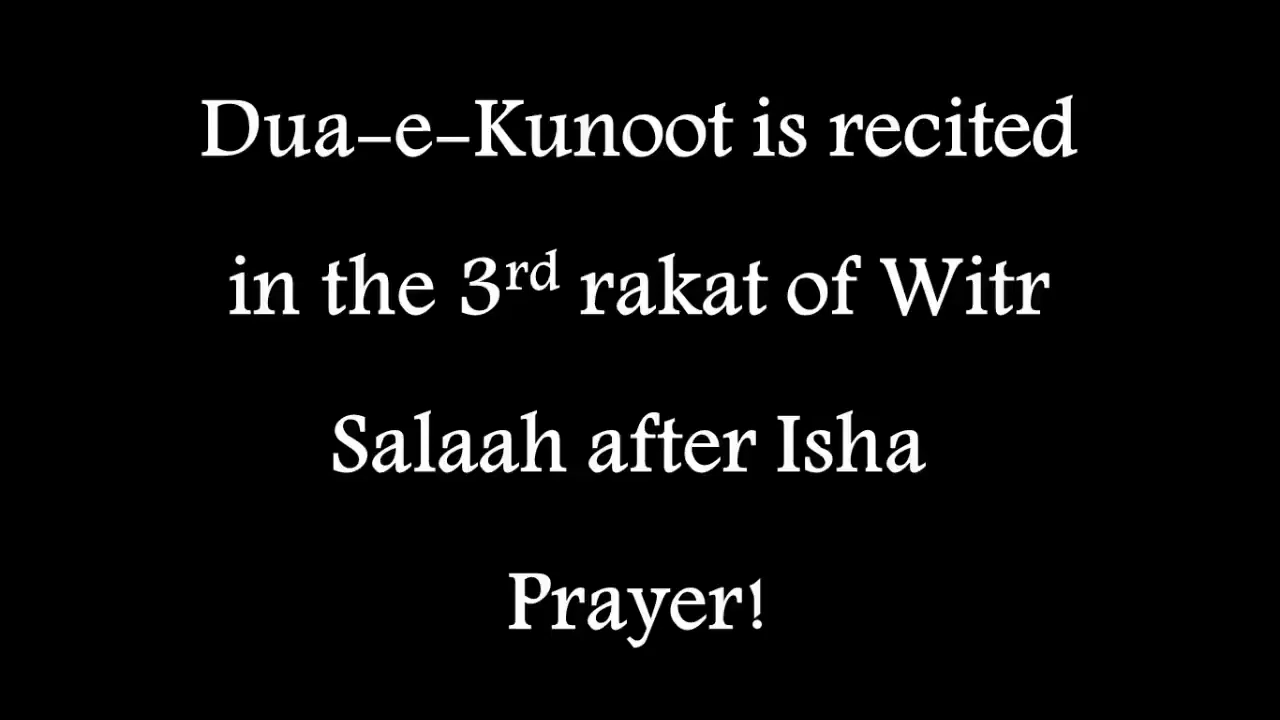 Dua-e-Kunoot is recited
in the 3rd rakat of Witr
Salaah after Isha
Prayer!